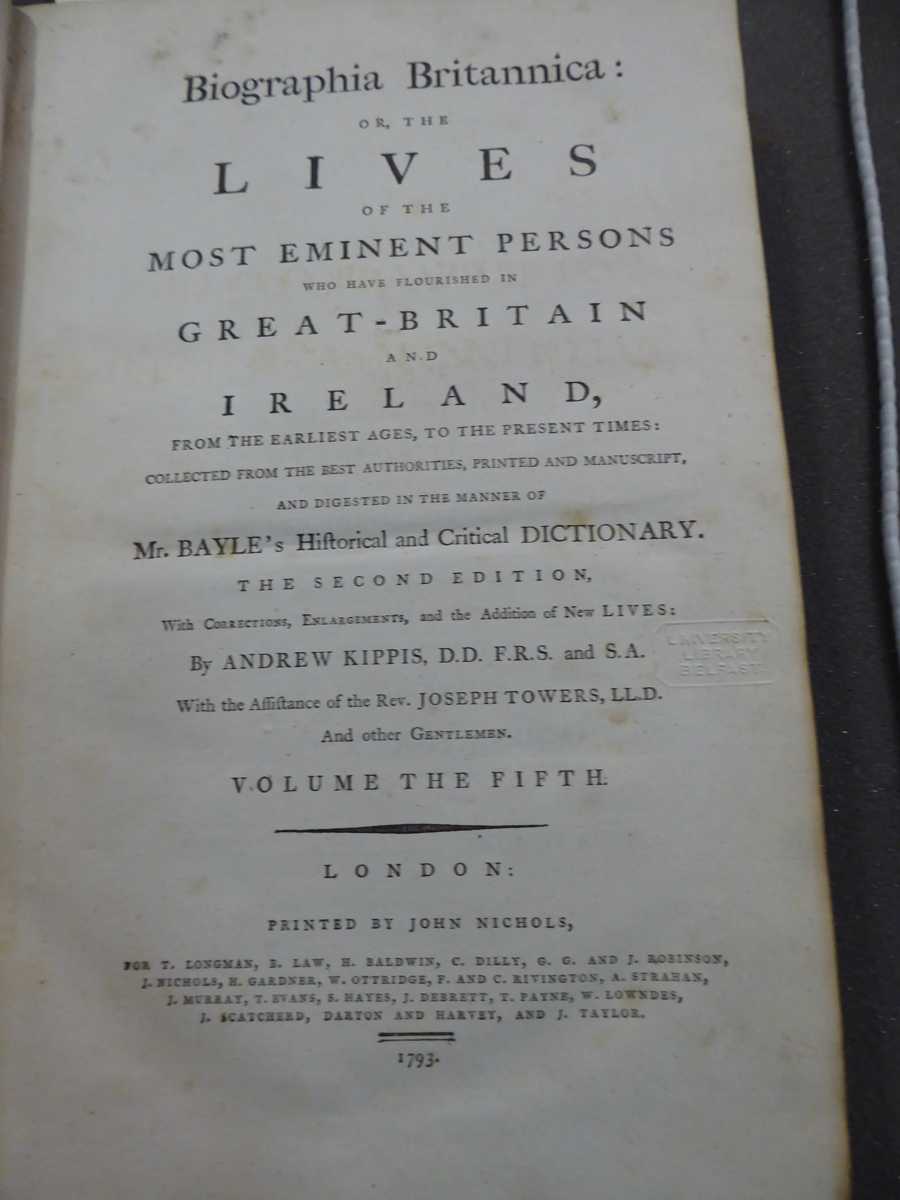 Biographia Britannica:
OR, THE
LIVES
OF THE
MOST EMINENT PERSONS
WHO HAVE FLOURISHED IN
GREAT-BRITAIN
AND
IRELAND,
FROM THE EARLIEST AGES, TO THE PRESENT TIMES:
COLLECTED FROM THE BEST AUTHORITIES, PRINTED AND MANUSCRIPT,
AND DIGESTED IN THE MANNER OF
Mr. BAYLE's Hiſtorical and Critical DICTIONARY.
THE SECOND EDITION,
With CORRECTIONS, ENLARGEMENTS, and the Addition of New LIVES:
By ANDREW KIPPIS, D.D. F.R.S. and S.A.
With the Aſſiſtance of the Rev. JOSEPH TOWERS, LL.D.
And other GENTLEMEN.
UNIVERSITY
LIBRARY
BELFAST
VOLUME THE FIFTH.
LONDON:
PRINTED BY JOHN NICHOLS,
FOR T. LONGMAN, B. LAW, H. BALDWIN, C. DILLY, G. G. AND J. ROBINSON,
J. NICHOLS, H. GARDNER, W. OTTRIDGE, F. AND C. RIVINGTON, A. STRAHAN,
J. MURRAY, T. EVANS, S. HAYES, J. DEBRETT, T. PAYNE, W. LOWNDES,
J. SCATCHERD, DARTON AND HARVEY, AND J. TAYLOR.
1793.